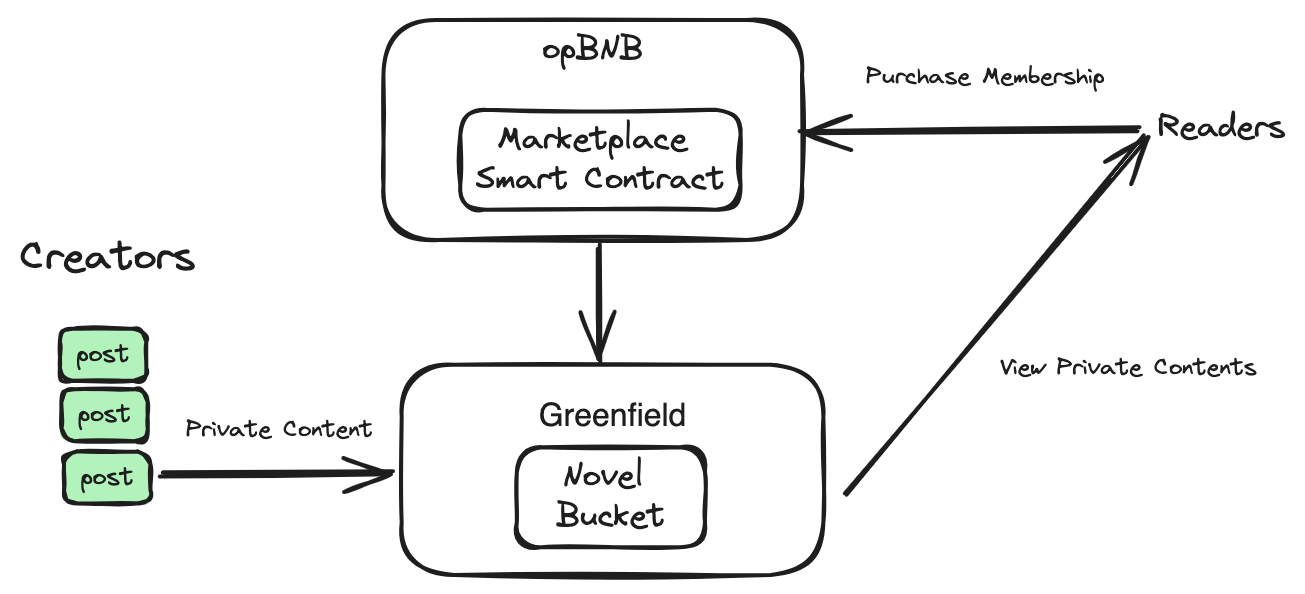 opBNB
Marketplace
Smart Contract
Purchase Membership
Readers
Creators
post
post
post
Private Content
Greenfield
Novel
Bucket
View Private Contents